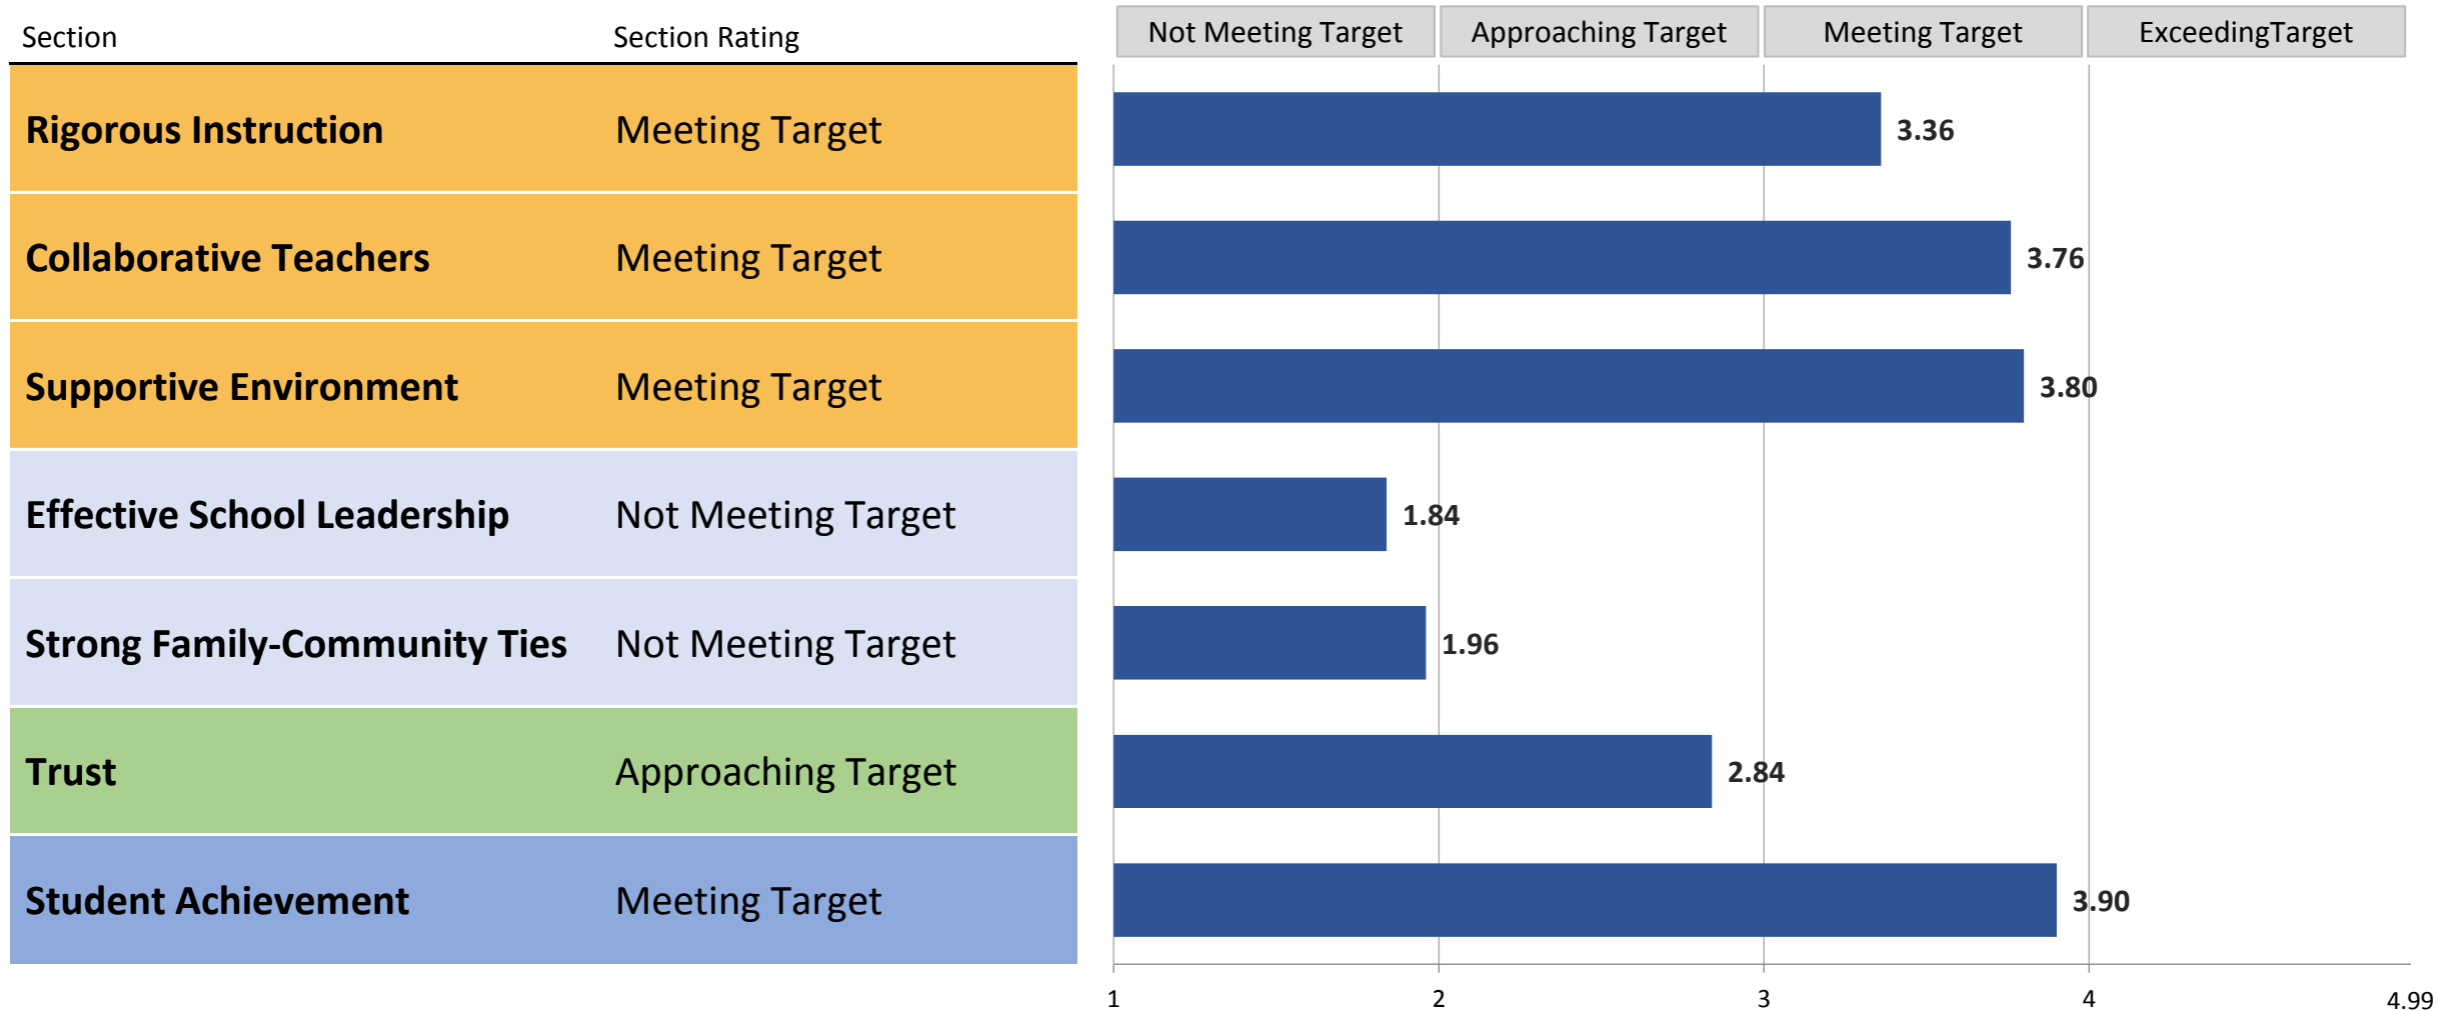 Section Section Rating Not Meeting Target Approaching Target Meeting Target ExceedingTarget
Rigorous Instruction Meeting Target 3.36
Collaborative Teachers Meeting Target 3.76
Supportive Environment Meeting Target 3.80
Effective School Leadership Not Meeting Target 1.84
Strong Family-Community Ties Not Meeting Target 1.96
Trust Approaching Target 2.84
Student Achievement Meeting Target 3.90
1 2 3 4 4.99